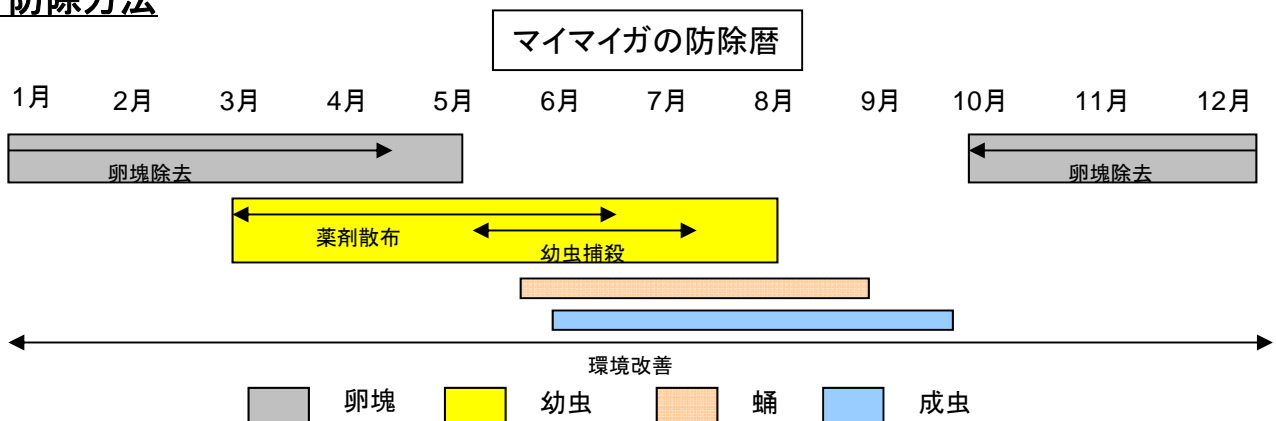 防除方法
マイマイガの防除暦
1月 2月 3月 4月 5月 6月 7月 8月 9月 10月 11月 12月
卵塊除去 卵塊除去
薬剤散布
幼虫捕殺
環境改善
卵塊 幼虫 蛹 成虫